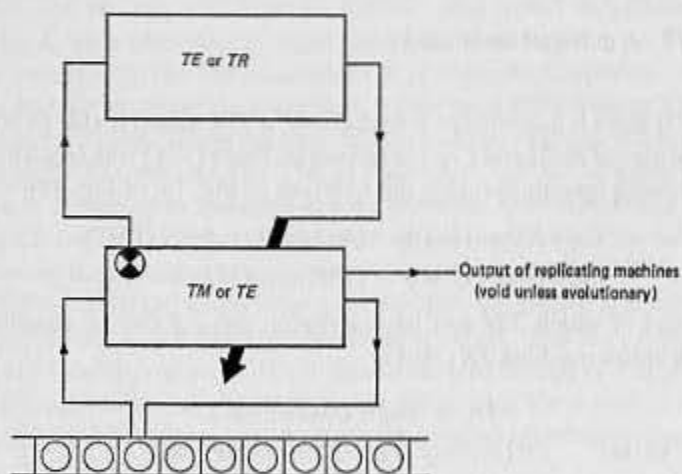 TE or TR
TM or TE
Output of replicating machines
(void unless evolutionary)